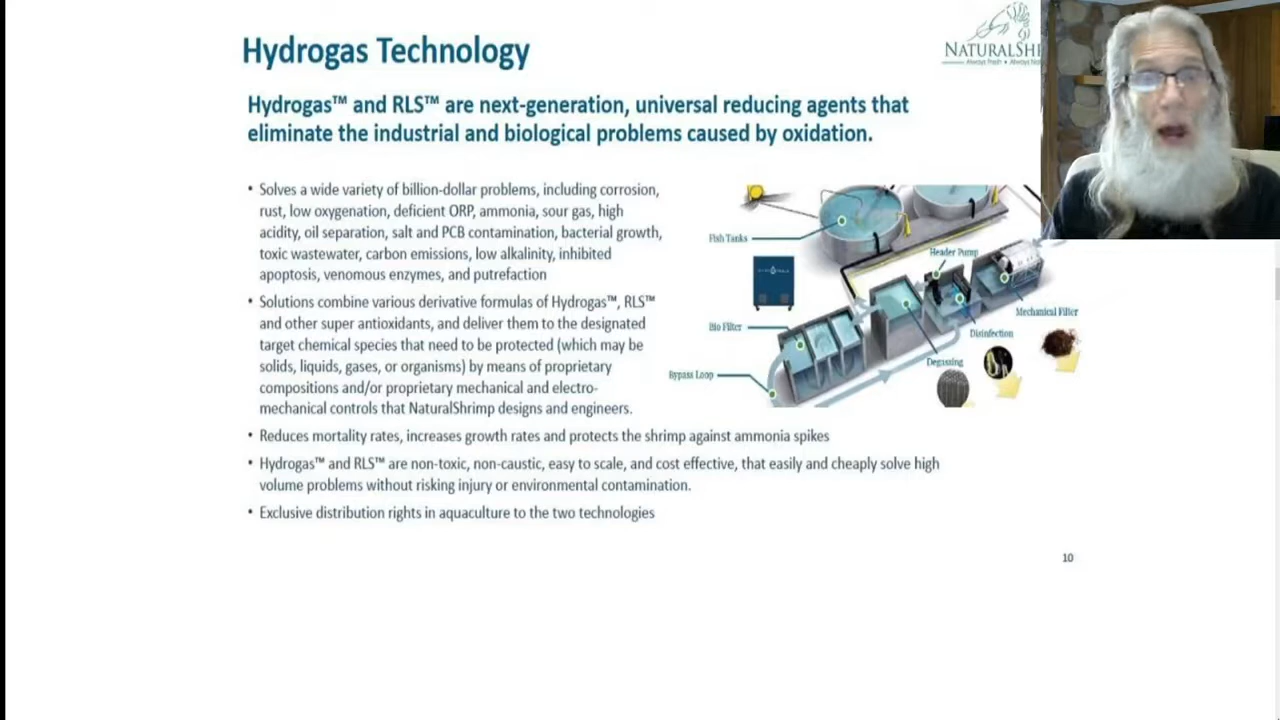 Hydrogas Technology
NATURALSH
Always Fresh • Always Na
Hydrogas™ and RLS™ are next-generation, universal reducing agents that
eliminate the industrial and biological problems caused by oxidation.
• Solves a wide variety of billion-dollar problems, including corrosion,
rust, low oxygenation, deficient ORP, ammonia, sour gas, high
acidity, oil separation, salt and PCB contamination, bacterial growth,
toxic wastewater, carbon emissions, low alkalinity, inhibited
apoptosis, venomous enzymes, and putrefaction
• Solutions combine various derivative formulas of Hydrogas™, RLS™
and other super antioxidants, and deliver them to the designated
target chemical species that need to be protected (which may be
solids, liquids, gases, or organisms) by means of proprietary
compositions and/or proprietary mechanical and electro-
mechanical controls that NaturalShrimp designs and engineers.
• Reduces mortality rates, increases growth rates and protects the shrimp against ammonia spikes
• Hydrogas™ and RLS™ are non-toxic, non-caustic, easy to scale, and cost effective, that easily and cheaply solve high
volume problems without risking injury or environmental contamination.
• Exclusive distribution rights in aquaculture to the two technologies
Fish Tanks
Header Pump
Mechanical Filter
Bio Filter
Disinfection
Degassing
Bypass Loop
10